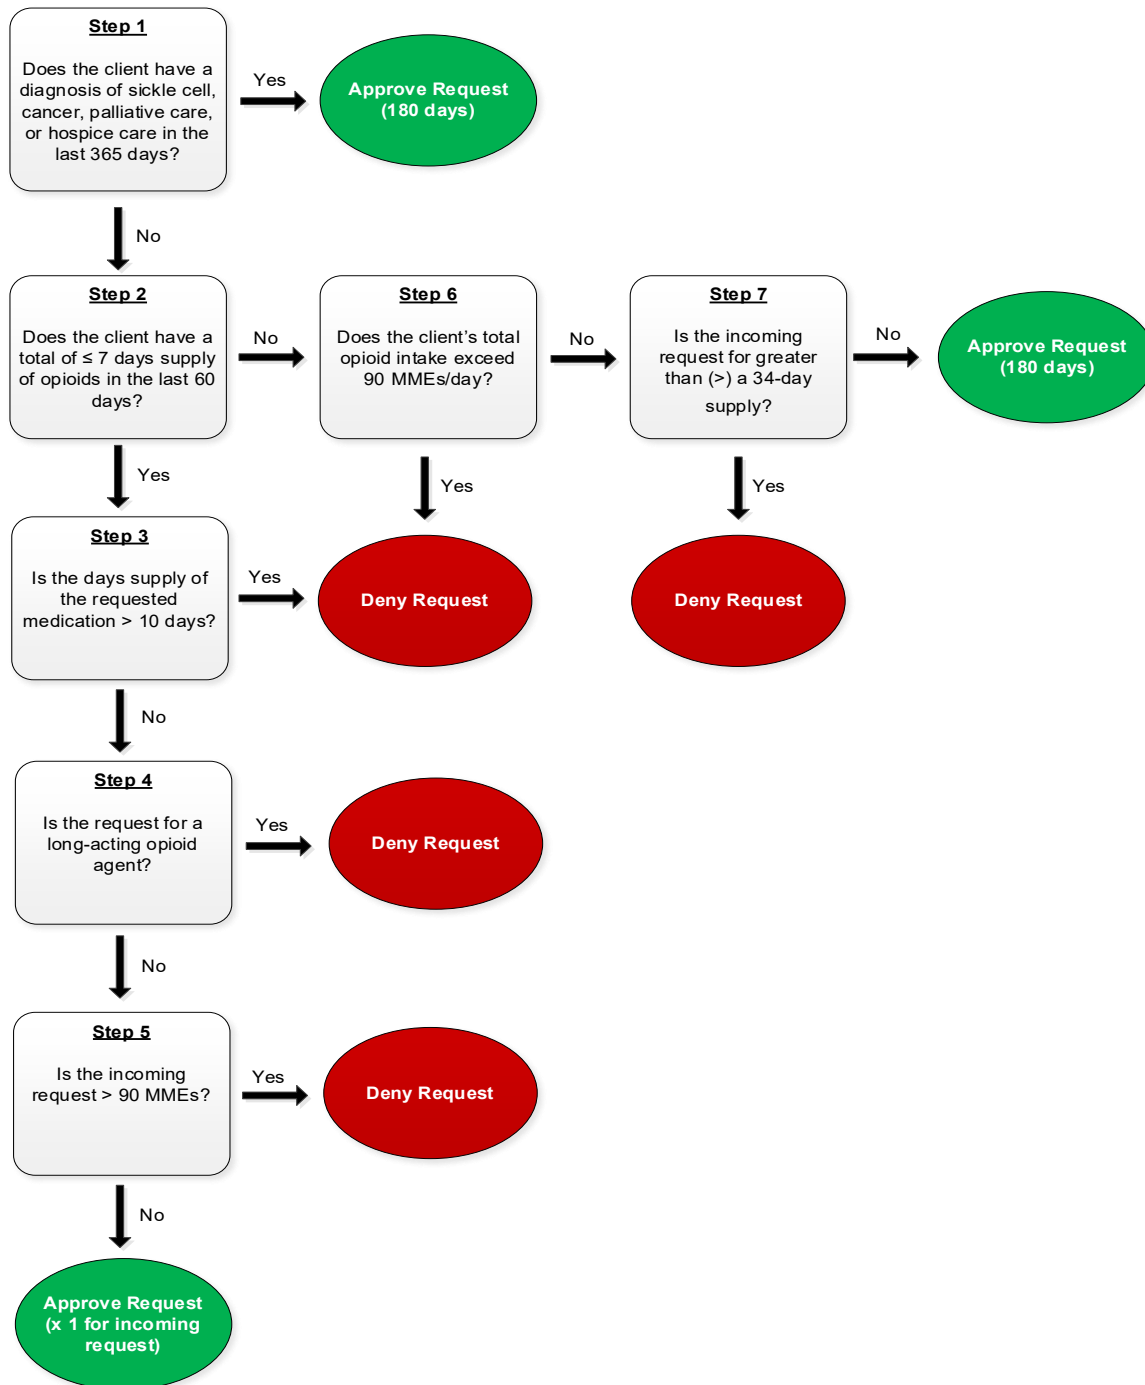 Step 1
Does the client have a
diagnosis of sickle cell,
cancer, palliative care,
or hospice care in the
last 365 days?
Yes
Approve Request
(180 days)
No
Step 2
Does the client have a
total of ≤ 7 days supply
of opioids in the last 60
days?
No
Step 6
Does the client's total
opioid intake exceed
90 MMEs/day?
No
Step 7
Is the incoming
request for greater
than (>) a 34-day
supply?
No
Approve Request
(180 days)
Yes
Yes
Yes
Step 3
Is the days supply of
the requested
medication > 10 days?
Yes
Deny Request
Deny Request
No
Step 4
Is the request for a
long-acting opioid
agent?
Yes
Deny Request
No
Step 5
Is the incoming
request > 90 MMEs?
Yes
Deny Request
No
Approve Request
(x 1 for incoming
request)